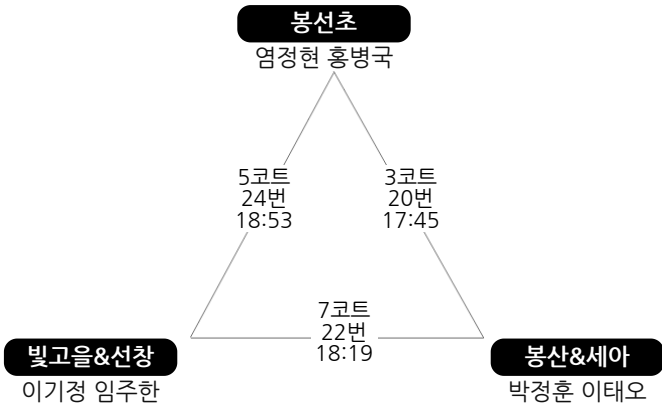 봉선초
염정현 홍병국
5코트
24번
18:53
3코트
20번
17:45
7코트
22번
18:19
빛고을&선창
이기정 임주한
봉산&세아
박정훈 이태오